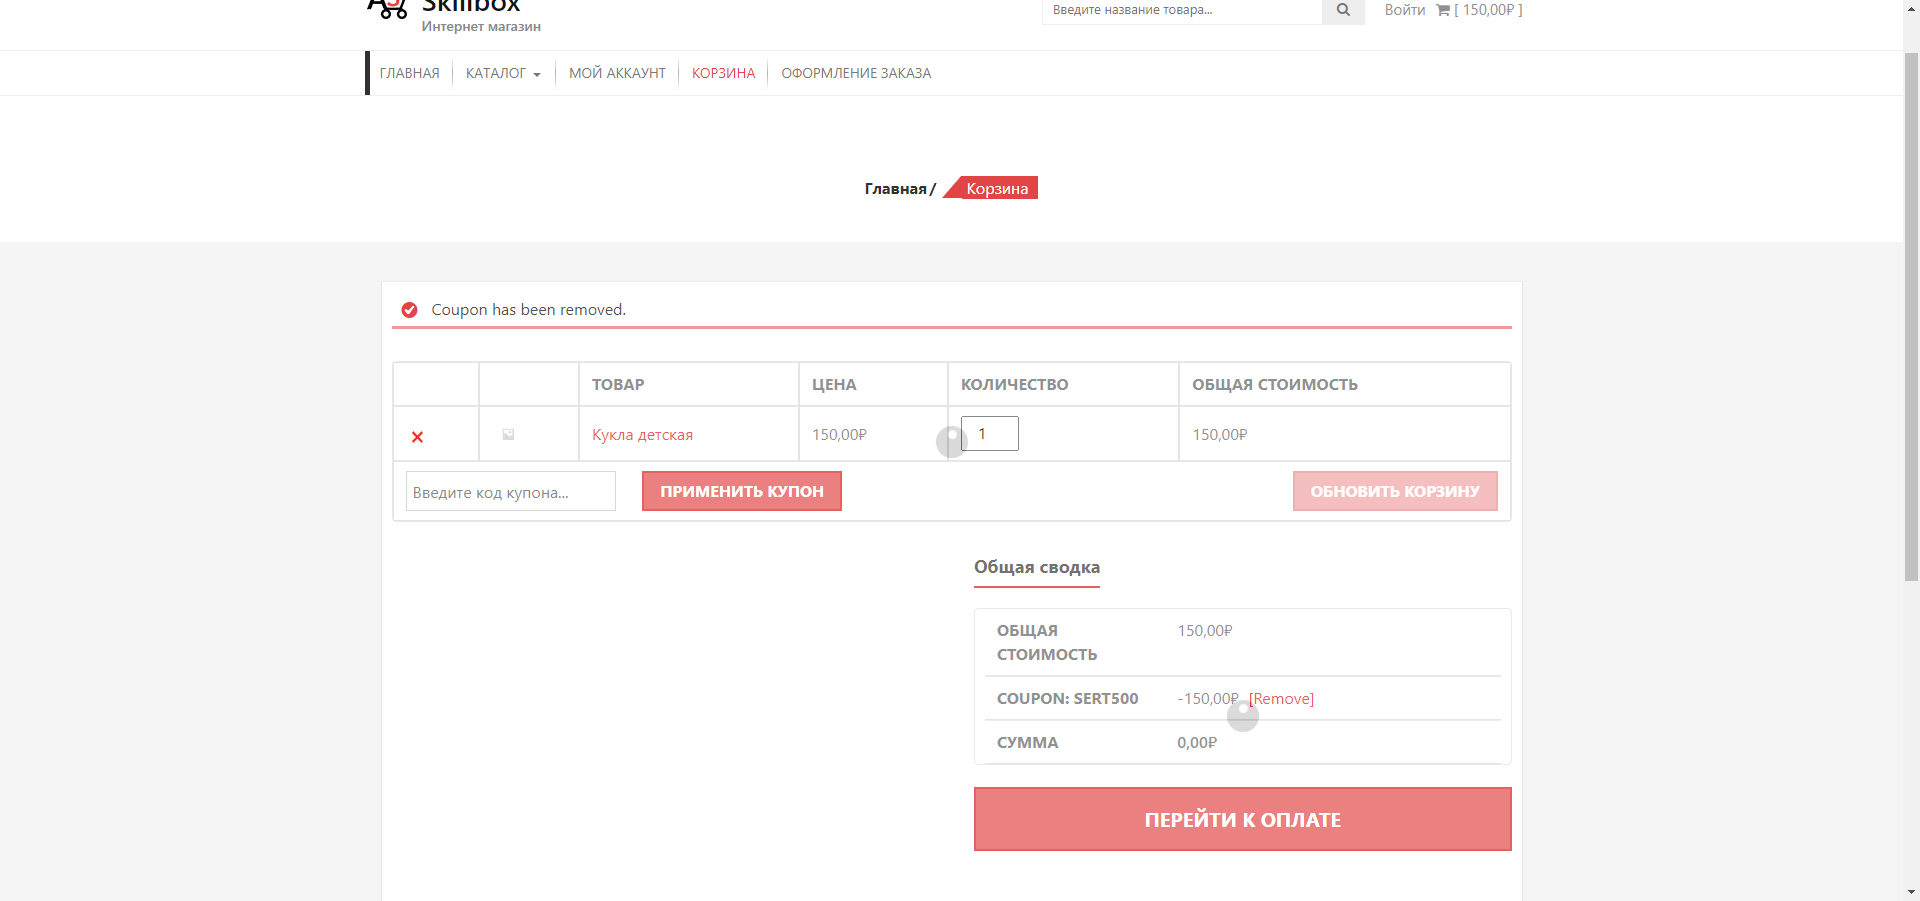 Skillbox
Интернет магазин
Введите название товара...
Войти [ 150,00₽ ]
ГЛАВНАЯ КАТАЛОГ МОЙ АККАУНТ КОРЗИНА ОФОРМЛЕНИЕ ЗАКАЗА
Главная / Корзина
Coupon has been removed.
ТОВАР ЦЕНА КОЛИЧЕСТВО ОБЩАЯ СТОИМОСТЬ
× Кукла детская 150,00₽ 1 150,00₽
Введите код купона... ПРИМЕНИТЬ КУПОН ОБНОВИТЬ КОРЗИНУ
Общая сводка
ОБЩАЯ СТОИМОСТЬ 150,00₽
COUPON: SERT500 -150,00₽ [Remove]
СУММА 0,00₽
ПЕРЕЙТИ К ОПЛАТЕ